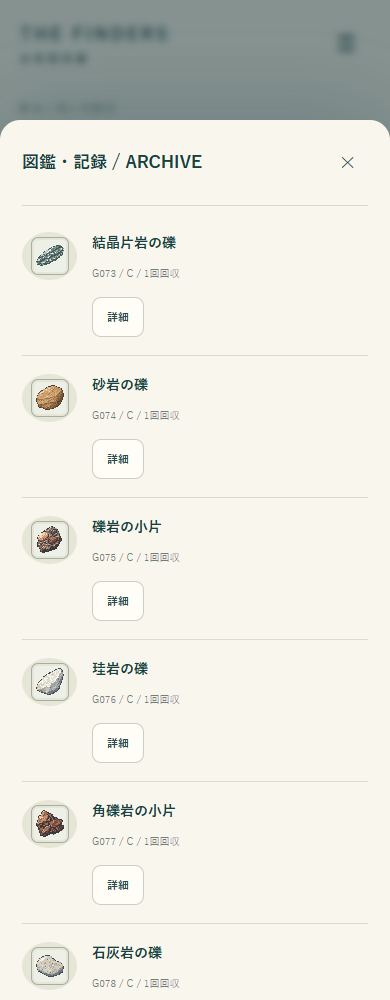 THE FINDERS
図鑑・記録 / ARCHIVE
結晶片岩の礫
G073 / C / 1回回収
詳細
砂岩の礫
G074 / C / 1回回収
詳細
礫岩の小片
G075 / C / 1回回収
詳細
珪岩の礫
G076 / C / 1回回収
詳細
角礫岩の小片
G077 / C / 1回回収
詳細
石灰岩の礫
G078 / C / 1回回収